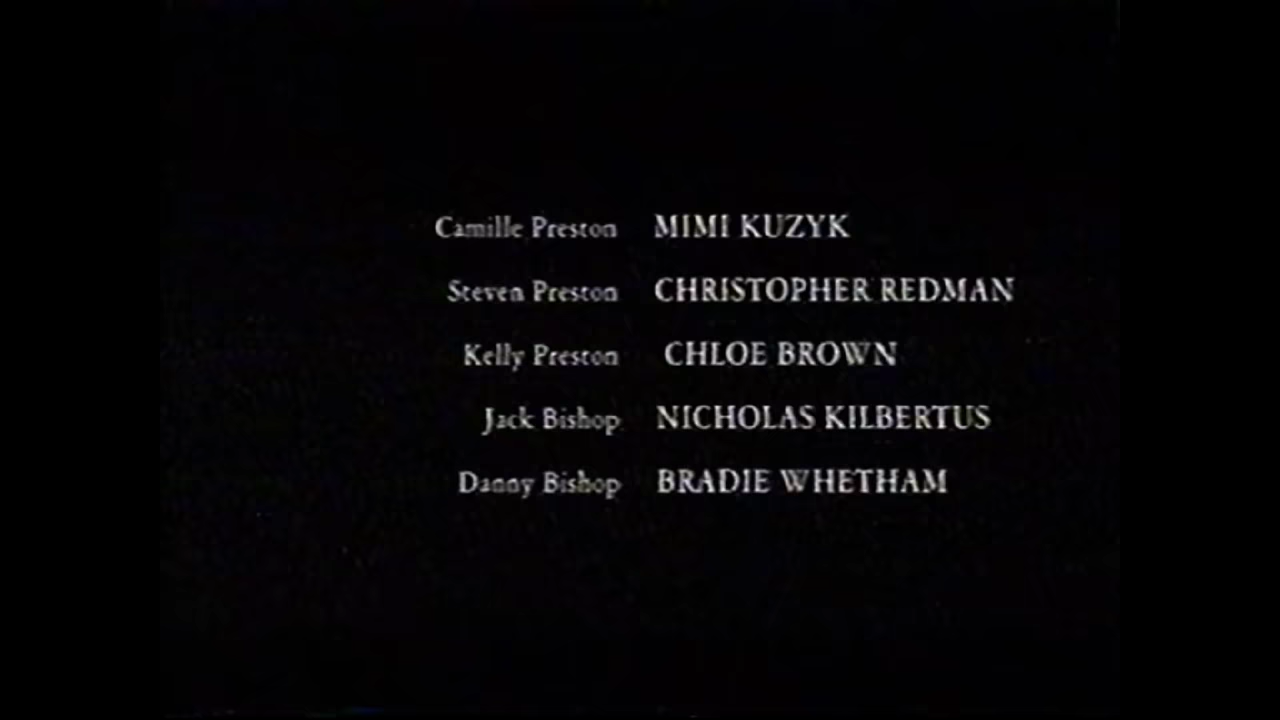 Camille Preston MIMI KUZYK
Steven Preston CHRISTOPHER REDMAN
Kelly Preston CHLOE BROWN
Jack Bishop NICHOLAS KILBERTUS
Danny Bishop BRADIE WHETHAM